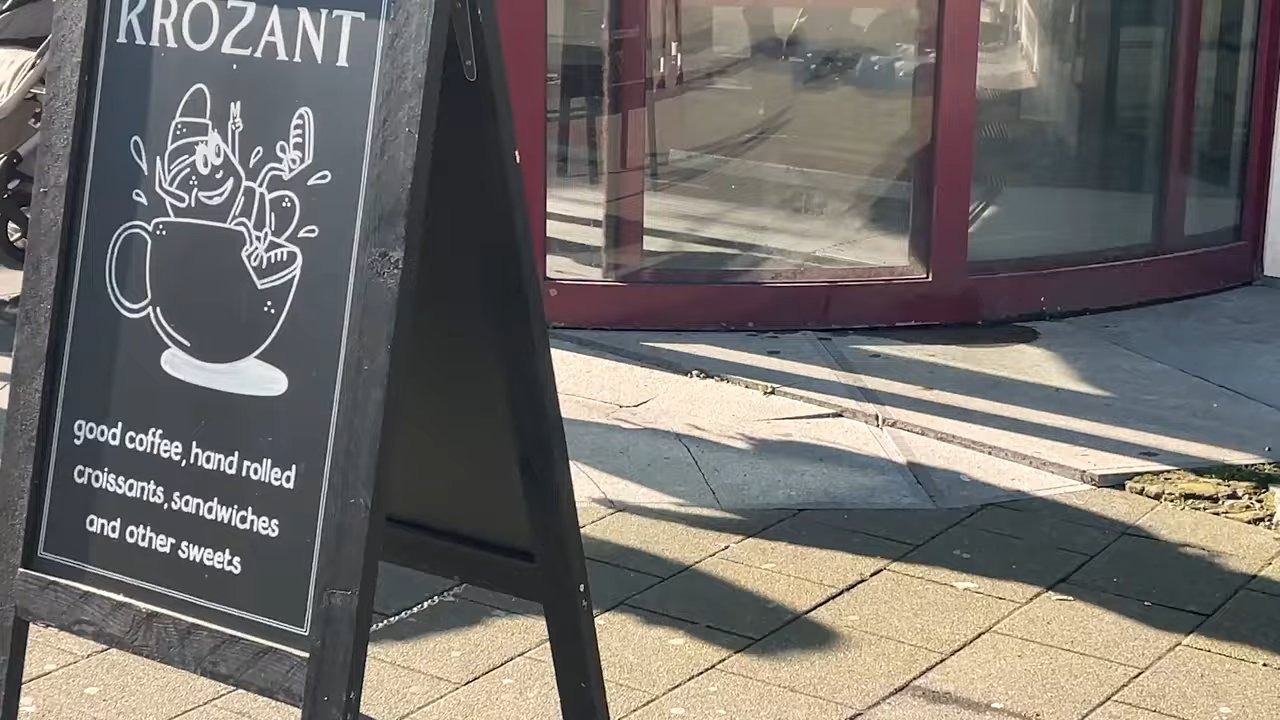 KROZANT
good coffee, hand rolled
croissants, sandwiches
and other sweets